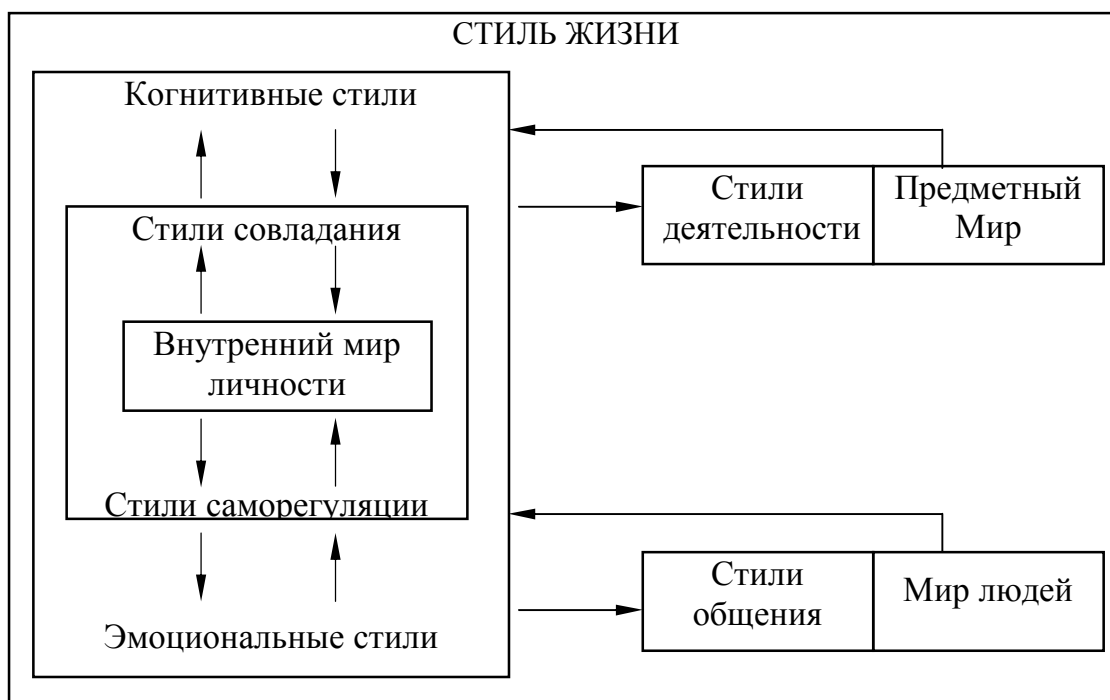 СТИЛЬ ЖИЗНИ
Когнитивные стили
Стили совладания
Внутренний мир
личности
Стили саморегуляции
Эмоциональные стили
Стили
деятельности
Предметный
Мир
Стили
общения
Мир людей